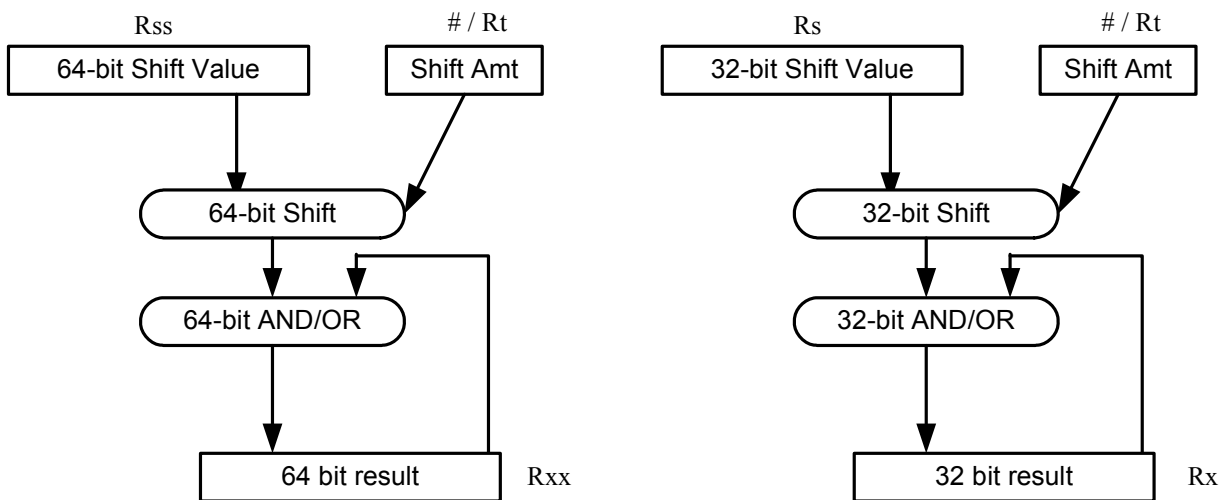 Rss
# / Rt
64-bit Shift Value
Shift Amt
64-bit Shift
64-bit AND/OR
64 bit result
Rxx
Rs
# / Rt
32-bit Shift Value
Shift Amt
32-bit Shift
32-bit AND/OR
32 bit result
Rx